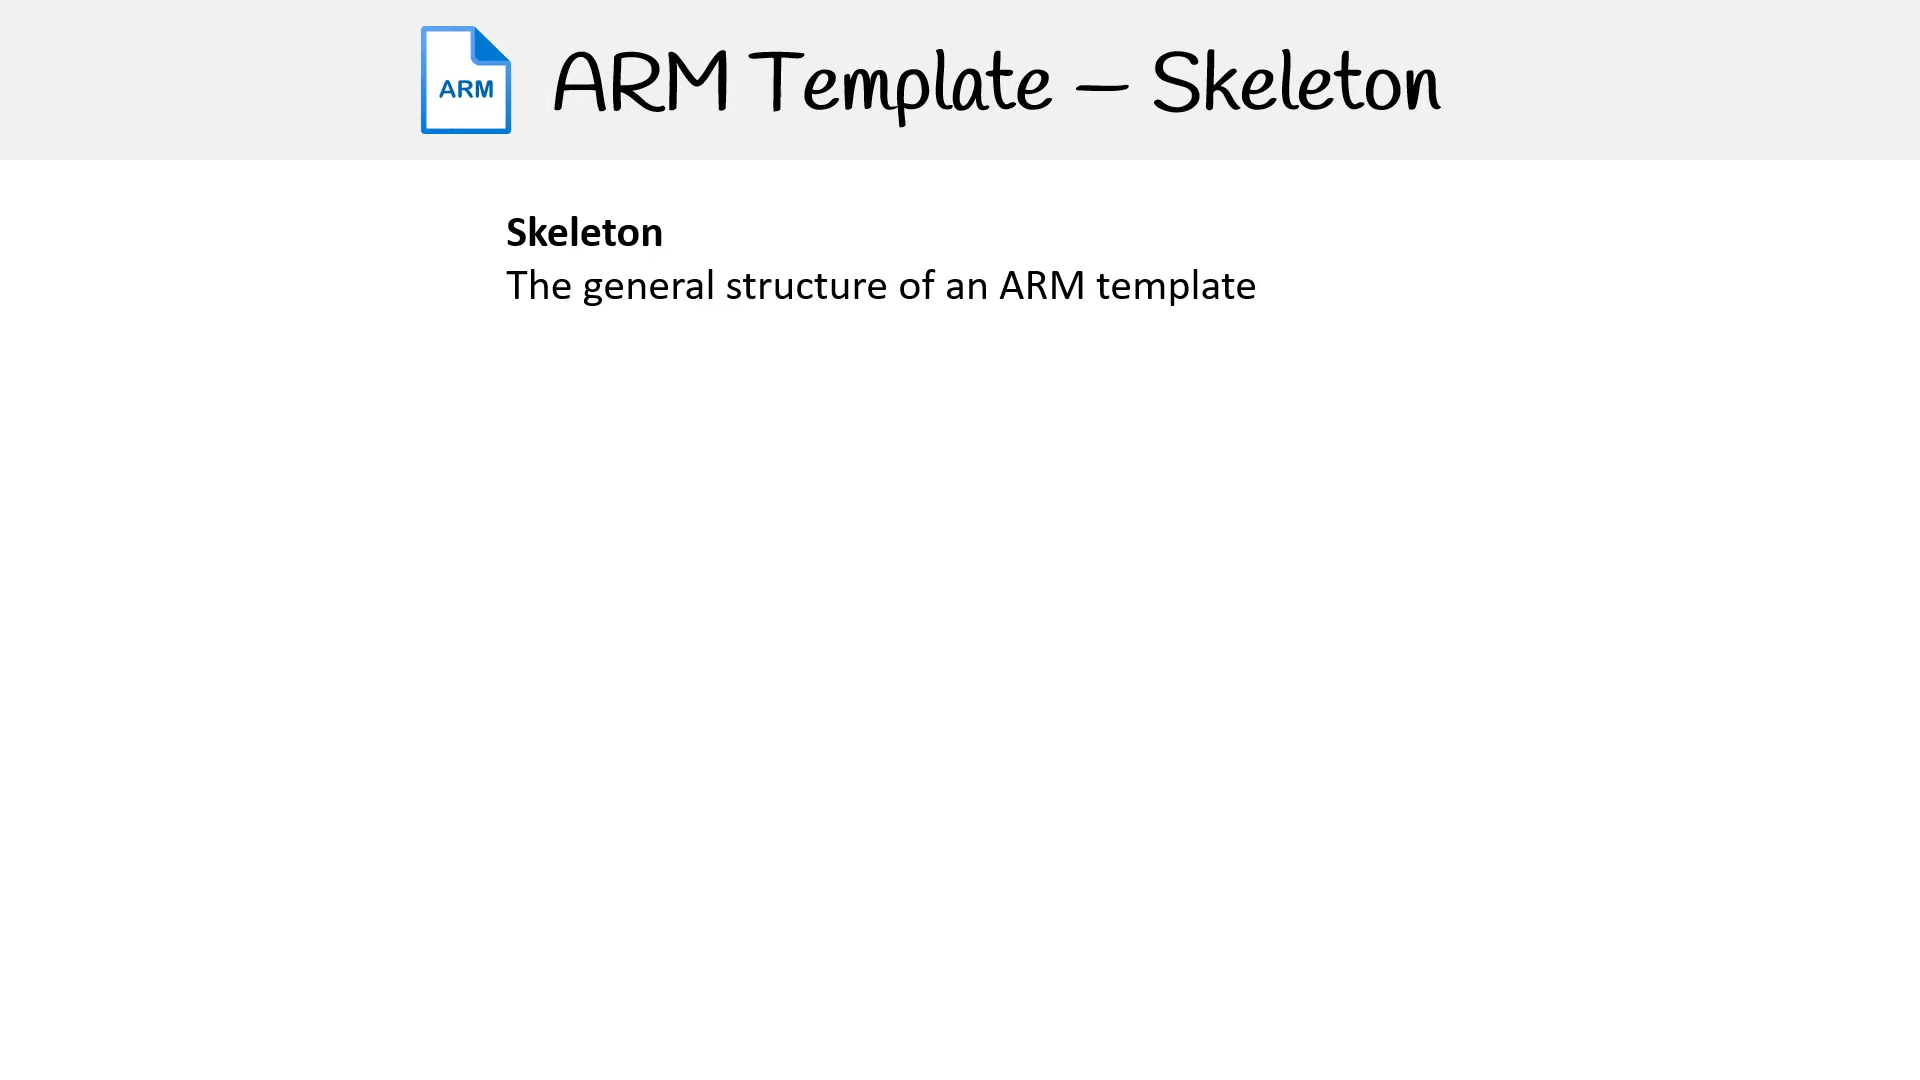 ARM
ARM Template – Skeleton
Skeleton
The general structure of an ARM template